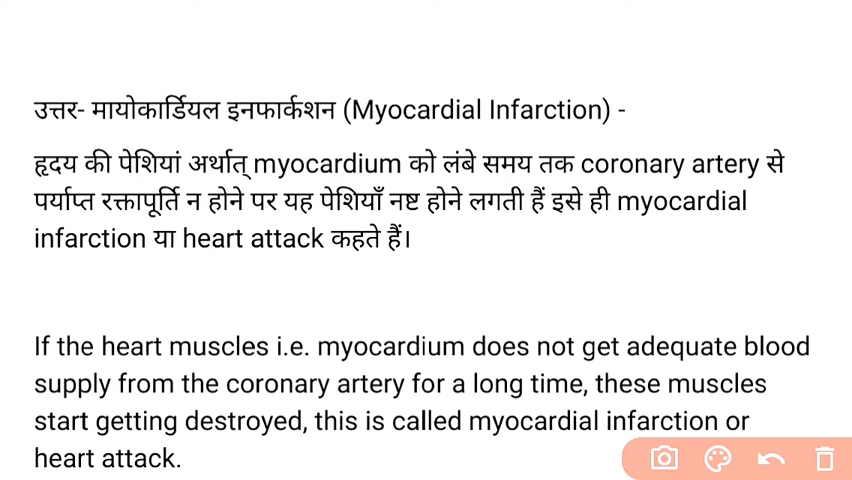 उत्तर- मायोकार्डियल इनफार्कशन (Myocardial Infarction) -
हृदय की पेशियां अर्थात् myocardium को लंबे समय तक coronary artery से
पर्याप्त रक्तापूर्ति न होने पर यह पेशियाँ नष्ट होने लगती हैं इसे ही myocardial
infarction या heart attack कहते हैं।
If the heart muscles i.e. myocardium does not get adequate blood
supply from the coronary artery for a long time, these muscles
start getting destroyed, this is called myocardial infarction or
heart attack.